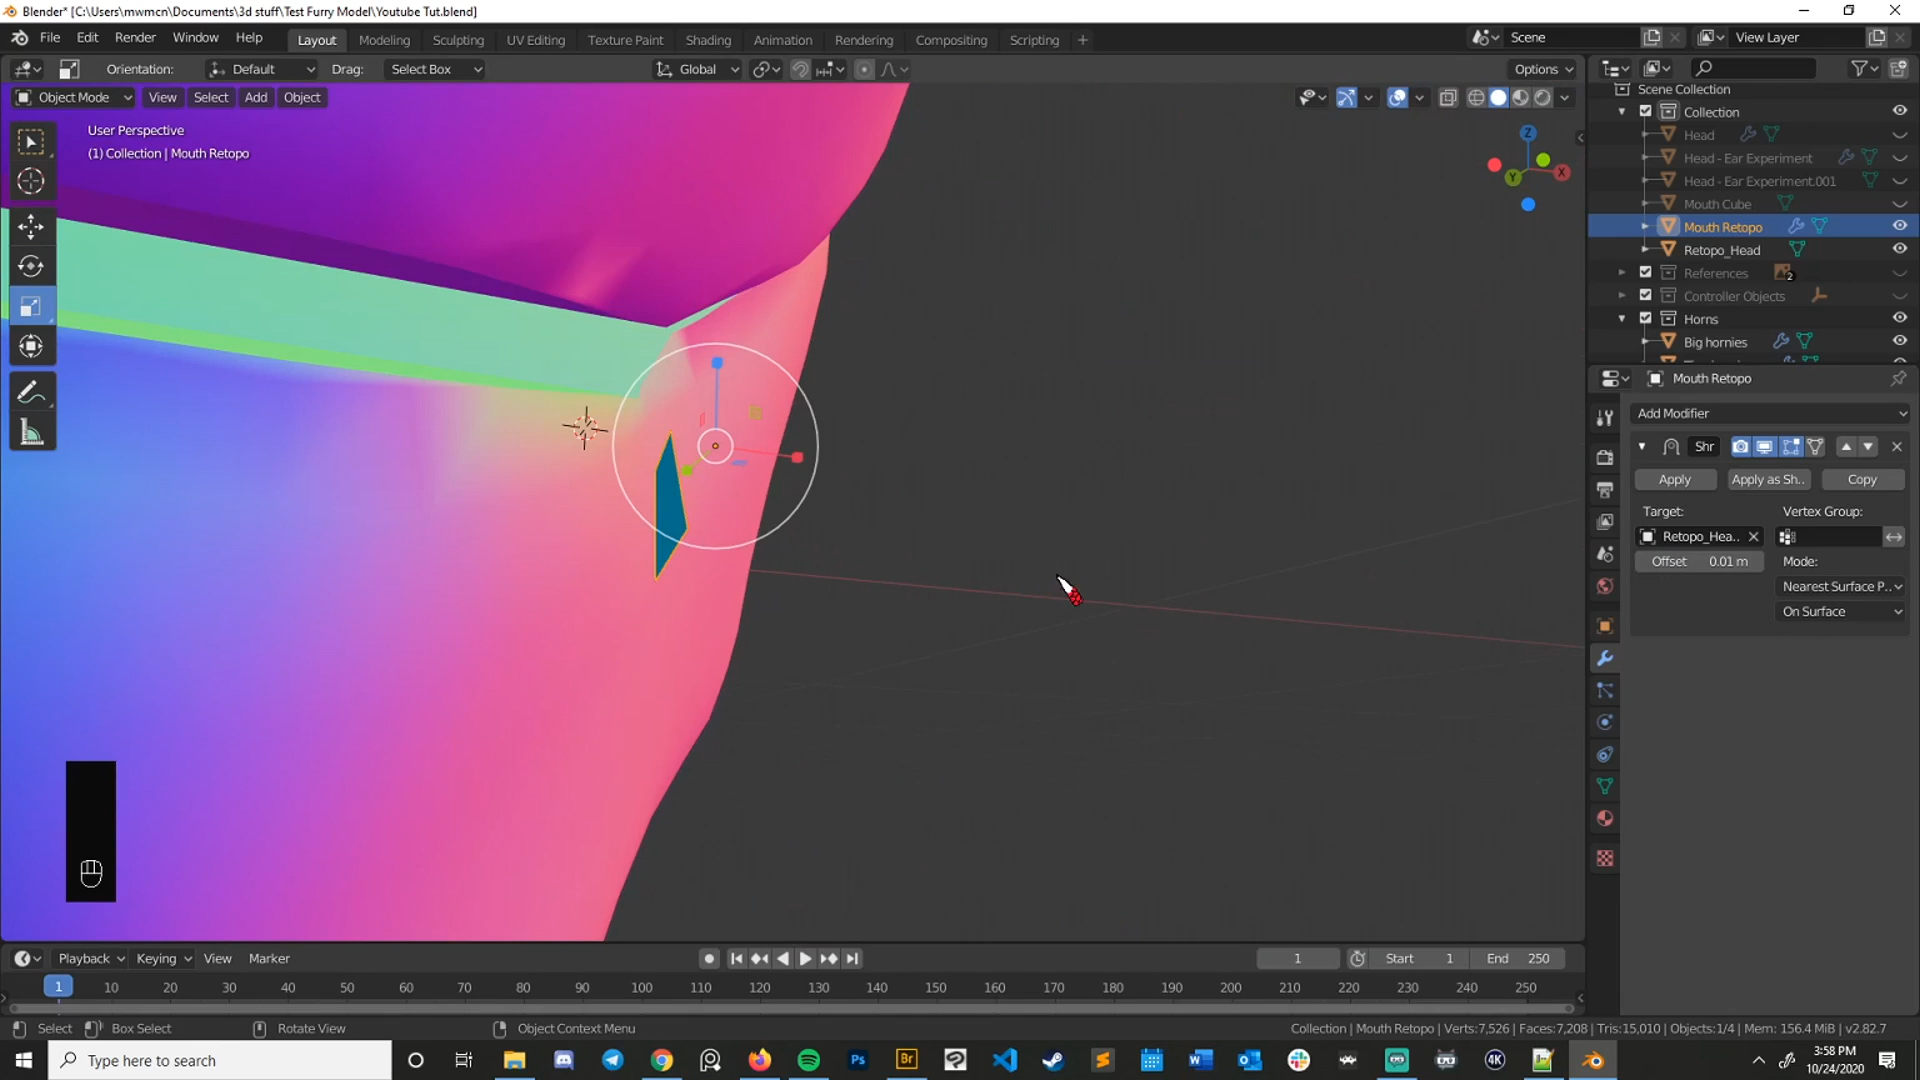 Blender* [C:\Users\mwmcn\Documents\3d stuff\Test Furry Model\Youtube Tut.blend]
File Edit Render Window Help Layout Modeling Sculpting UV Editing Texture Paint Shading Animation Rendering Compositing Scripting + Scene View Layer
Orientation: Default Drag: Select Box Global Options
Object Mode View Select Add Object
User Perspective
(1) Collection | Mouth Retopo
Z
X
Y
Scene Collection
Collection
Head
Head - Ear Experiment
Head - Ear Experiment.001
Mouth Cube
Mouth Retopo
Retopo_Head
References 2
Controller Objects
Horns
Big hornies
Mouth Retopo
Add Modifier
Shr
Apply Apply as Sh.. Copy
Target: Vertex Group:
Retopo_Hea..
Offset 0.01 m Mode:
Nearest Surface P..
On Surface
Playback Keying View Marker 1 Start 1 End 250
1 10 20 30 40 50 60 70 80 90 100 110 120 130 140 150 160 170 180 190 200 210 220 230 240 250
Select Box Select Rotate View Object Context Menu Collection | Mouth Retopo | Verts:7,526 | Faces:7,208 | Tris:15,010 | Objects:1/4 | Mem: 156.4 MiB | v2.82.7
Type here to search Ps Br W 4K 3:58 PM
10/24/2020